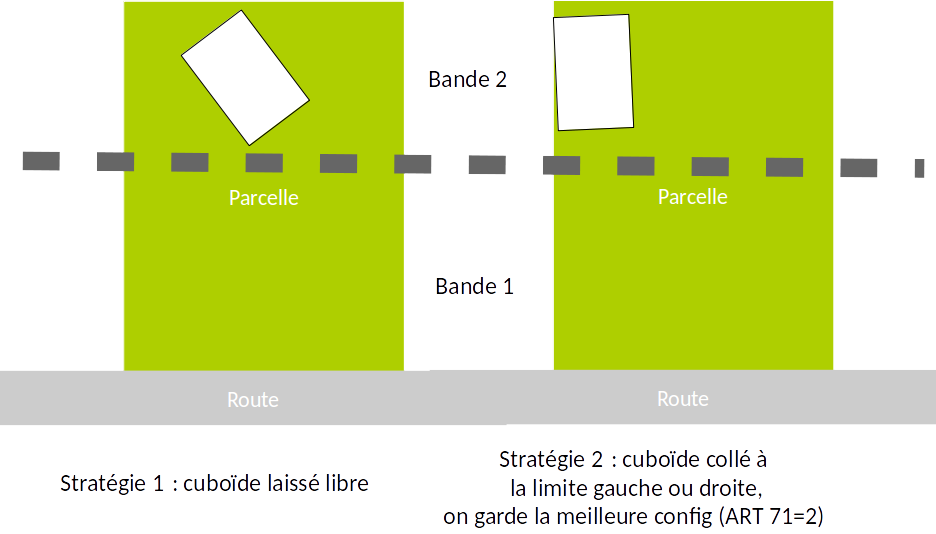 Bande 2
Parcelle
Parcelle
Bande 1
Route
Route
Stratégie 1 : cuboïde laissé libre
Stratégie 2 : cuboïde collé à
la limite gauche ou droite,
on garde la meilleure config (ART 71=2)